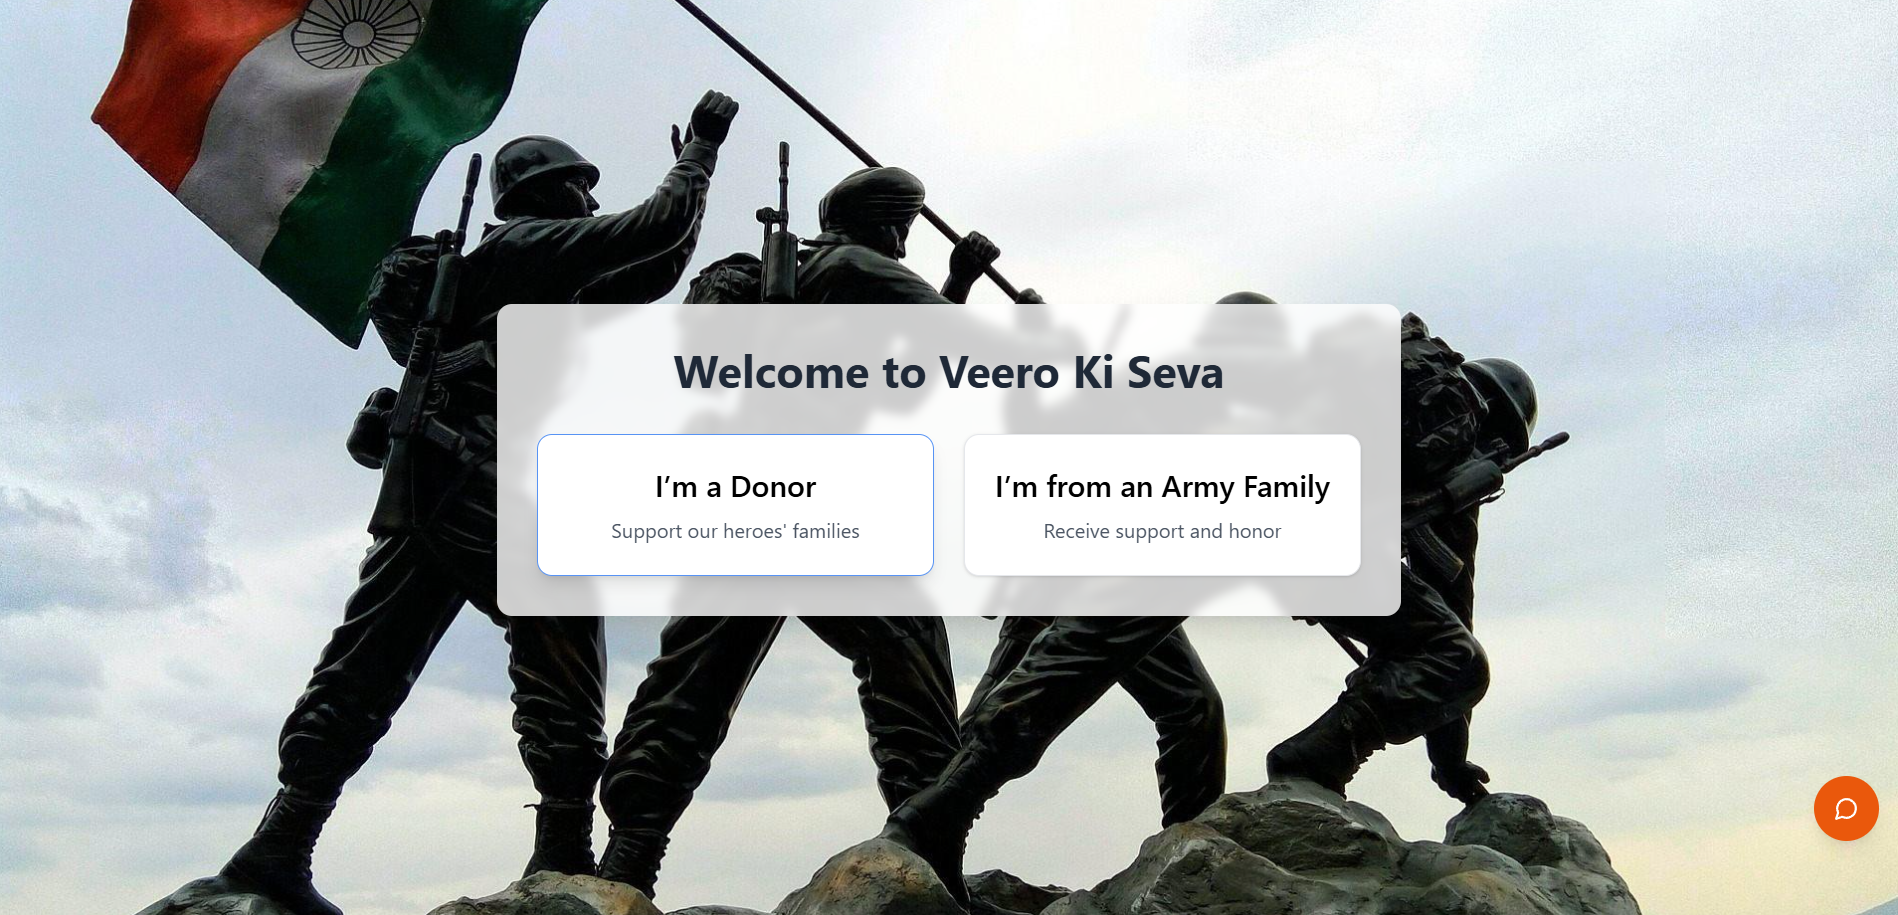 Welcome to Veero Ki Seva
I’m a Donor
Support our heroes' families
I’m from an Army Family
Receive support and honor